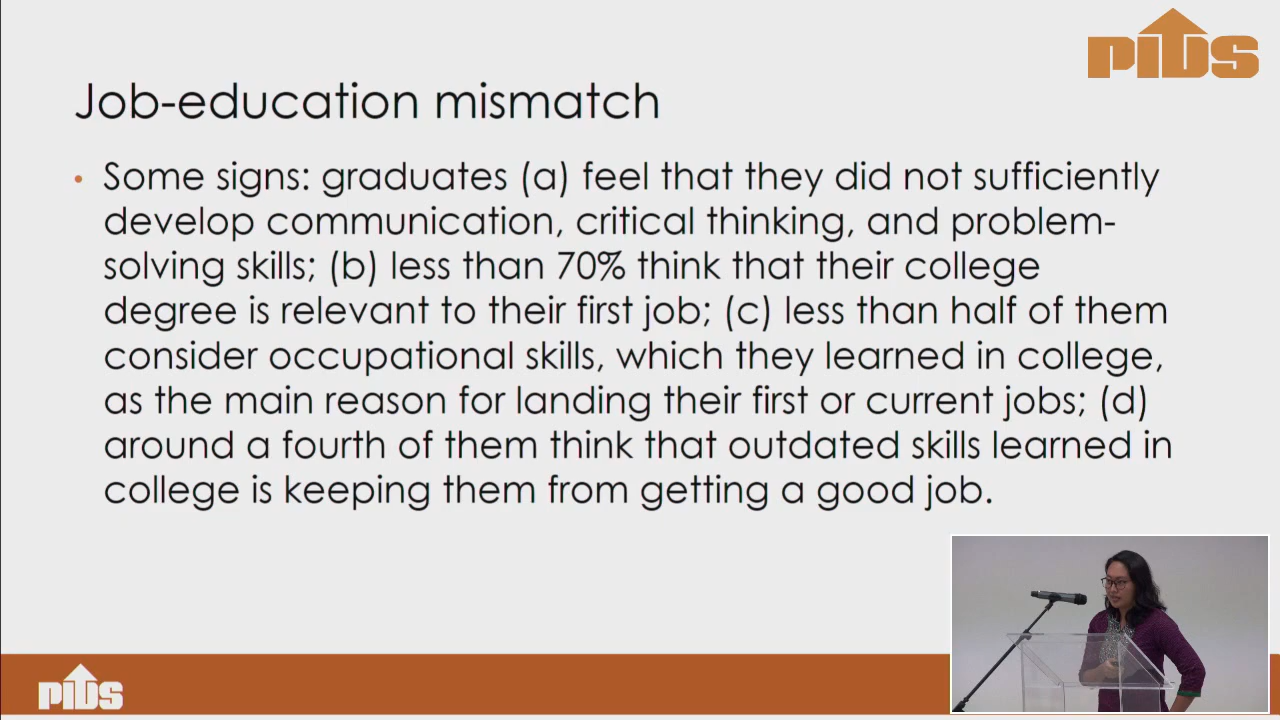 PIDS
Job-education mismatch
• Some signs: graduates (a) feel that they did not sufficiently
develop communication, critical thinking, and problem-
solving skills; (b) less than 70% think that their college
degree is relevant to their first job; (c) less than half of them
consider occupational skills, which they learned in college,
as the main reason for landing their first or current jobs; (d)
around a fourth of them think that outdated skills learned in
college is keeping them from getting a good job.
PIDS